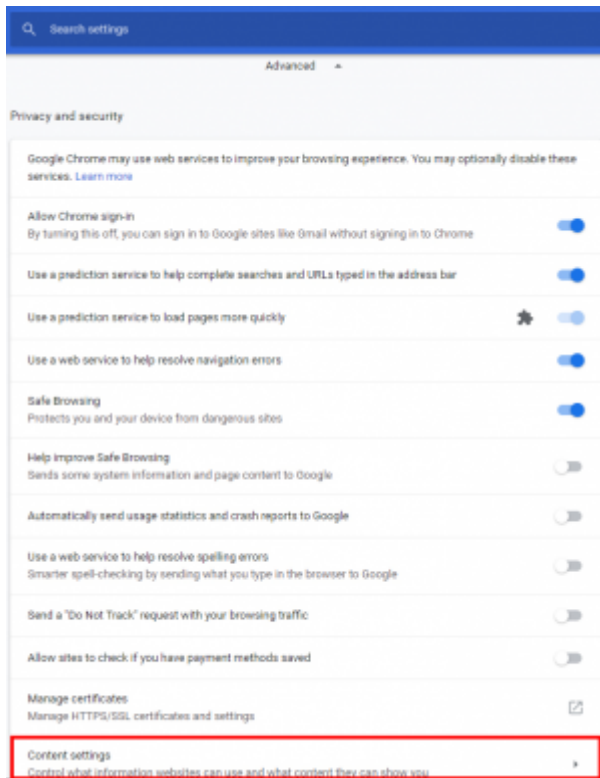 Search settings
Advanced
Privacy and security
Google Chrome may use web services to improve your browsing experience. You may optionally disable these
services. Learn more
Allow Chrome sign-in
By turning this off, you can sign in to Google sites like Gmail without signing in to Chrome
Use a prediction service to help complete searches and URLs typed in the address bar
Use a prediction service to load pages more quickly
Use a web service to help resolve navigation errors
Safe Browsing
Protects you and your device from dangerous sites
Help improve Safe Browsing
Sends some system information and page content to Google
Automatically send usage statistics and crash reports to Google
Use a web service to help resolve spelling errors
Smarter spell-checking by sending what you type in the browser to Google
Send a "Do Not Track" request with your browsing traffic
Allow sites to check if you have payment methods saved
Manage certificates
Manage HTTPS/SSL certificates and settings
Content settings
Control what information websites can use and what content they can show you